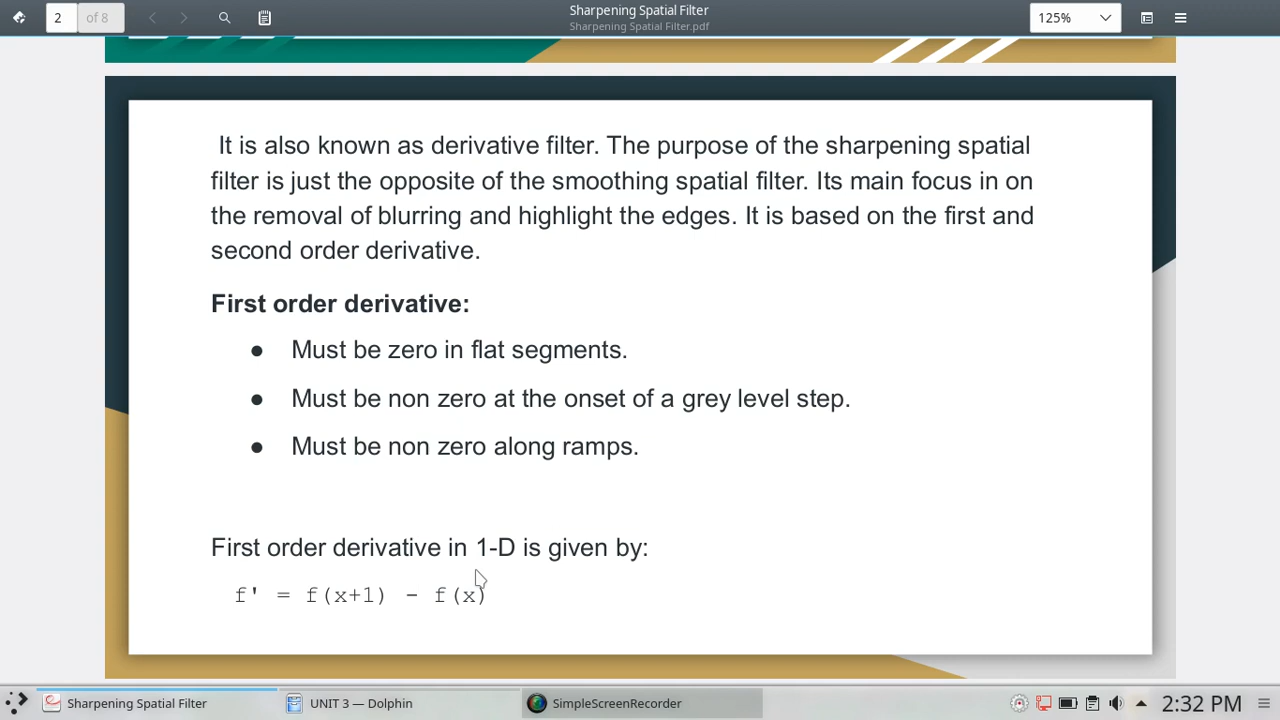 2
of 8
Sharpening Spatial Filter
Sharpening Spatial Filter.pdf
125%
It is also known as derivative filter. The purpose of the sharpening spatial
filter is just the opposite of the smoothing spatial filter. Its main focus in on
the removal of blurring and highlight the edges. It is based on the first and
second order derivative.
First order derivative:
● Must be zero in flat segments.
● Must be non zero at the onset of a grey level step.
● Must be non zero along ramps.
First order derivative in 1-D is given by:
f' = f(x+1) - f(x)
Sharpening Spatial Filter
UNIT 3 — Dolphin
SimpleScreenRecorder
2:32 PM